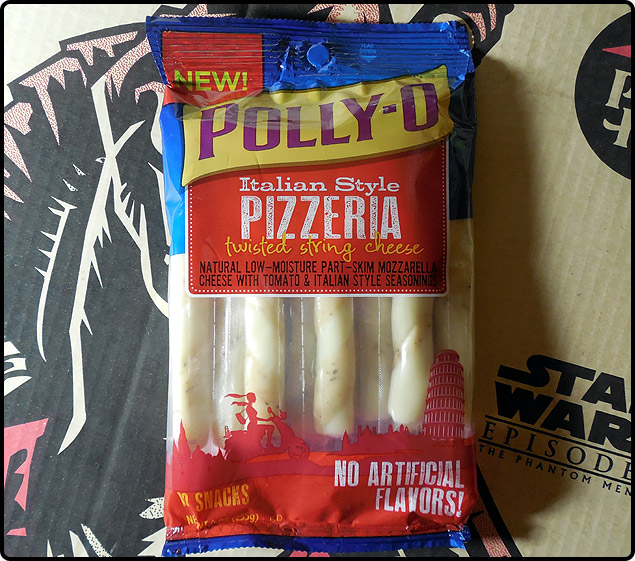 NEW!
POLLY-O
Italian Style
PIZZERIA
twisted string cheese
NATURAL LOW-MOISTURE PART-SKIM MOZZARELLA
CHEESE WITH TOMATO & ITALIAN STYLE SEASONINGS
NO ARTIFICIAL
FLAVORS!
12 SNACKS
STAR
WARS
EPISODE
THE PHANTOM MEN